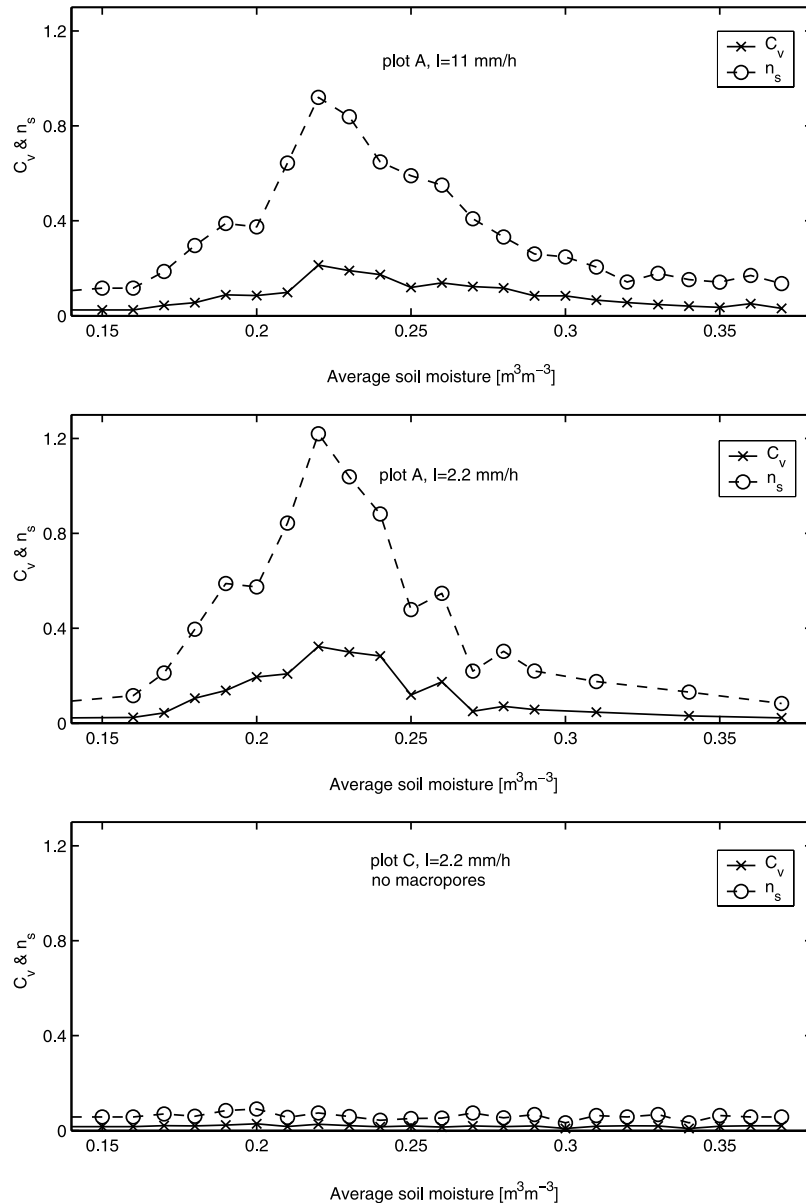 1.2
0.8
0.4
0
C_v & n_s
plot A, I=11 mm/h
C_v
n_s
0.15 0.2 0.25 0.3 0.35
Average soil moisture [m³m⁻³]
1.2
0.8
0.4
0
C_v & n_s
plot A, I=2.2 mm/h
C_v
n_s
0.15 0.2 0.25 0.3 0.35
Average soil moisture [m³m⁻³]
1.2
0.8
0.4
0
C_v & n_s
plot C, I=2.2 mm/h
no macropores
C_v
n_s
0.15 0.2 0.25 0.3 0.35
Average soil moisture [m³m⁻³]